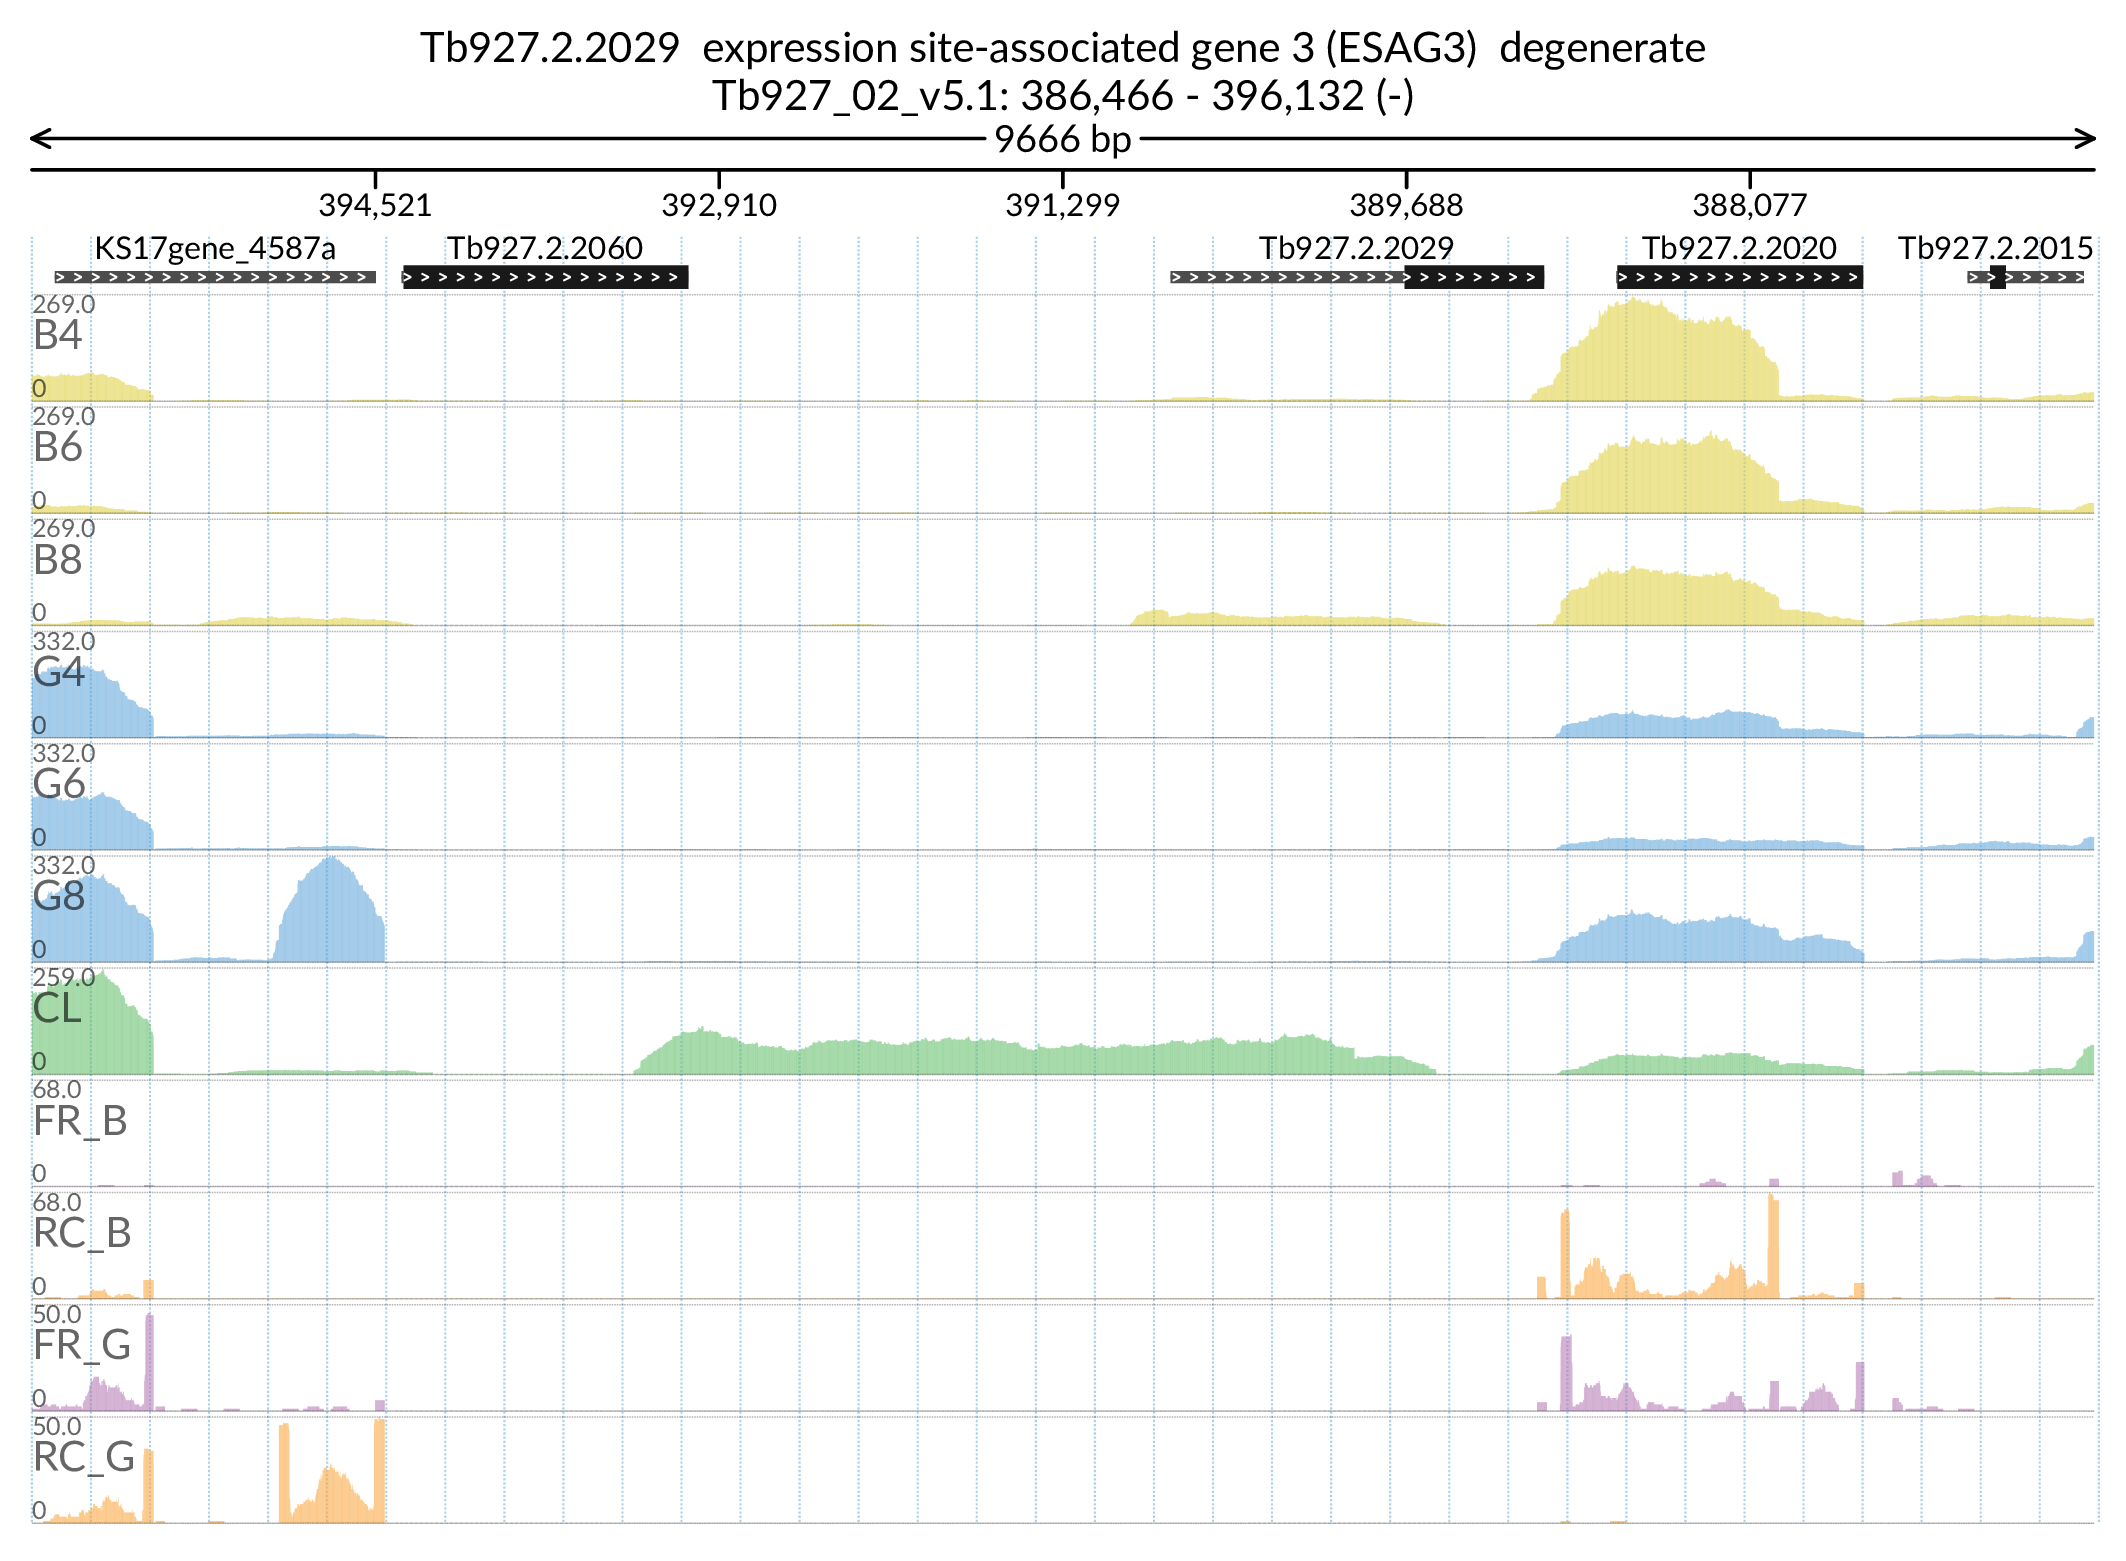 Tb927.2.2029 expression site-associated gene 3 (ESAG3) degenerate
Tb927_02_v5.1: 386,466 - 396,132 (-)
9666 bp
394,521 392,910 391,299 389,688 388,077
KS17gene_4587a Tb927.2.2060 Tb927.2.2029 Tb927.2.2020 Tb927.2.2015
269.0
B4
0
269.0
B6
0
269.0
B8
0
332.0
G4
0
332.0
G6
0
332.0
G8
0
259.0
CL
0
68.0
FR_B
0
68.0
RC_B
0
50.0
FR_G
0
50.0
RC_G
0